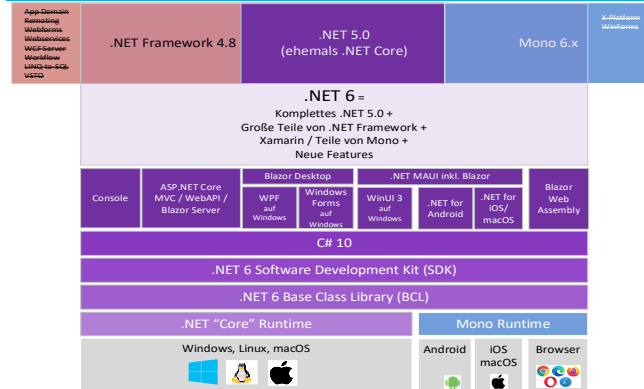 App Domain
Remoting
Webforms
Webservices
WCF Server
Workflow
LINQ-to-SQL
VSTO
.NET Framework 4.8
.NET 5.0
(ehemals .NET Core)
Mono 6.x
X-Platform
WinForms
.NET 6 =
Komplettes .NET 5.0 +
Große Teile von .NET Framework +
Xamarin / Teile von Mono +
Neue Features
Console
ASP.NET Core
MVC / WebAPI /
Blazor Server
Blazor Desktop
WPF
auf
Windows
Windows
Forms
auf
Windows
.NET MAUI inkl. Blazor
WinUI 3
auf
Windows
.NET for
Android
.NET for
iOS/
macOS
Blazor
Web
Assembly
C# 10
.NET 6 Software Development Kit (SDK)
.NET 6 Base Class Library (BCL)
.NET “Core” Runtime
Mono Runtime
Windows, Linux, macOS
Android
iOS
macOS
Browser